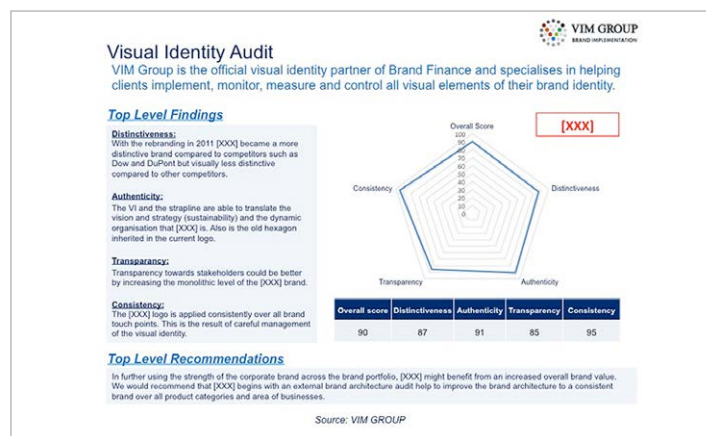 VIM GROUP
BRAND IMPLEMENTATION
Visual Identity Audit
VIM Group is the official visual identity partner of Brand Finance and specialises in helping
clients implement, monitor, measure and control all visual elements of their brand identity.
Top Level Findings
Distinctiveness:
With the rebranding in 2011 [XXX] became a more
distinctive brand compared to competitors such as
Dow and DuPont but visually less distinctive
compared to other competitors.
Authenticity:
The VI and the strapline are able to translate the
vision and strategy (sustainability) and the dynamic
organisation that [XXX] is. Also is the old hexagon
inherited in the current logo.
Transparancy:
Transparency towards stakeholders could be better
by increasing the monolithic level of the [XXX] brand.
Consistency:
The [XXX] logo is applied consistently over all brand
touch points. This is the result of careful management
of the visual identity.
[XXX]
Overall Score
100
90
80
70
60
50
40
30
20
10
0
Consistency
Distinctiveness
Transparency
Authenticity
Overall score Distinctiveness Authenticity Transparency Consistency
90 87 91 85 95
Top Level Recommendations
In further using the strength of the corporate brand across the brand portfolio, [XXX] might benefit from an increased overall brand value.
We would recommend that [XXX] begins with an external brand architecture audit help to improve the brand architecture to a consistent
brand over all product categories and area of businesses.
Source: VIM GROUP